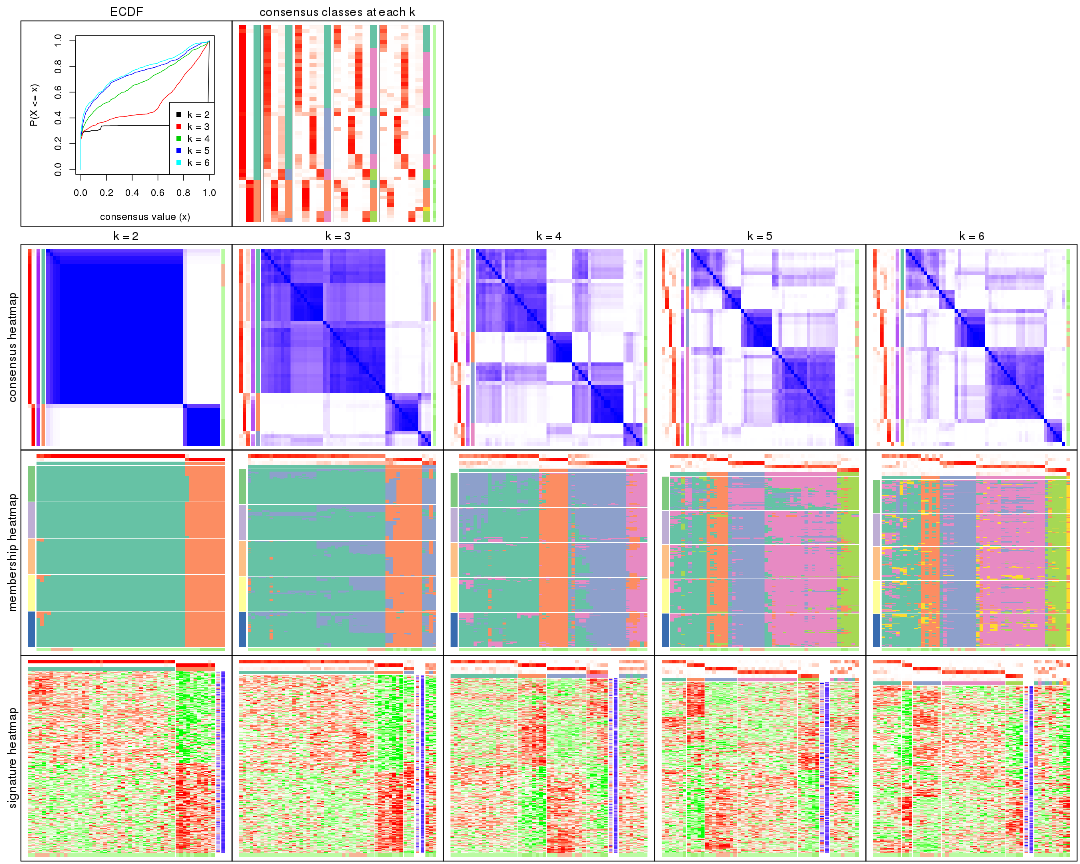 ECDF
consensus classes at each k
P(X <= x)
0.0 0.2 0.4 0.6 0.8 1.0
k = 2
k = 3
k = 4
k = 5
k = 6
0.0 0.2 0.4 0.6 0.8 1.0
consensus value (x)
k = 2 k = 3 k = 4 k = 5 k = 6
consensus heatmap
membership heatmap
signature heatmap